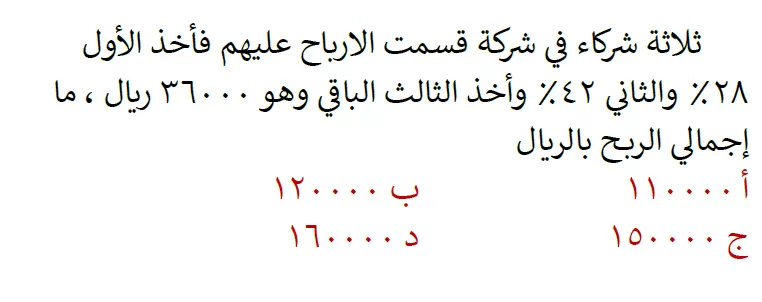 ثلاثة شركاء في شركة قسمت الارباح عليهم فأخذ الأول
٢٨٪ والثاني ٤٢٪ وأخذ الثالث الباقي وهو ٣٦٠٠٠ ريال ، ما
إجمالي الربح بالريال
أ ١١٠٠٠٠ ب ١٢٠٠٠٠
ج ١٥٠٠٠٠ د ١٦٠٠٠٠